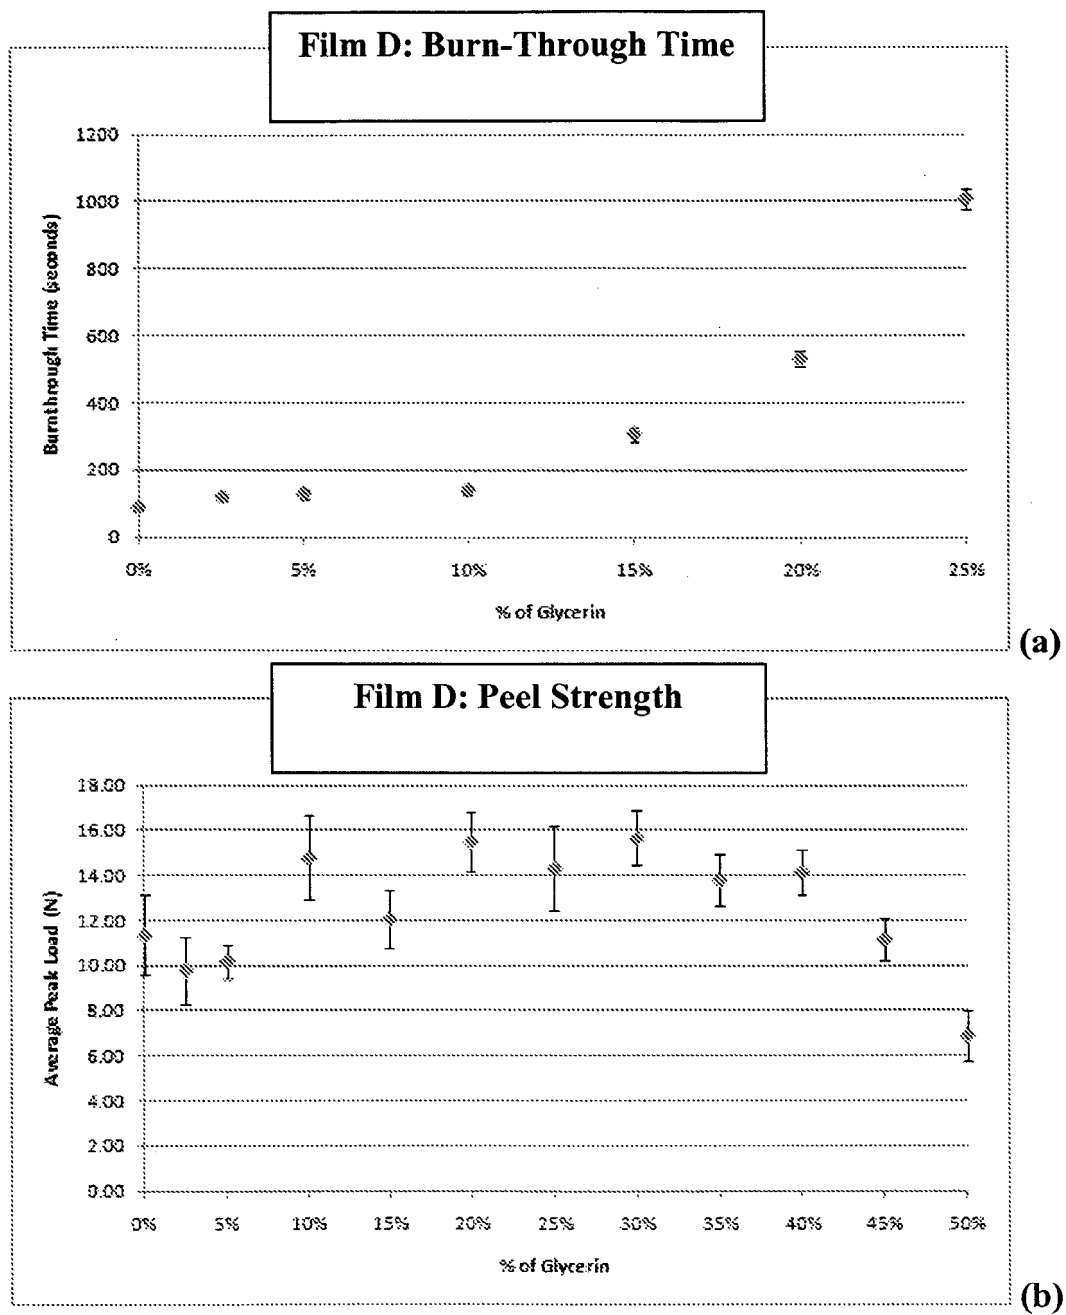 Film D: Burn-Through Time
1200
1000
800
600
400
200
0
Burnthrough Time (seconds)
0% 5% 10% 15% 20% 25%
% of Glycerin
(a)
Film D: Peel Strength
18.00
16.00
14.00
12.00
10.00
8.00
6.00
4.00
2.00
0.00
Average Peak Load (N)
0% 5% 10% 15% 20% 25% 30% 35% 40% 45% 50%
% of Glycerin
(b)